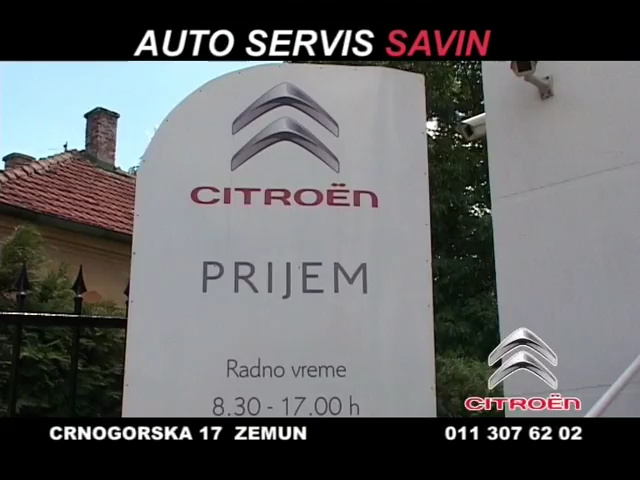 AUTO SERVIS SAVIN
CITROËN
PRIJEM
Radno vreme
8.30 - 17.00 h
CITROËN
CRNOGORSKA 17 ZEMUN
011 307 62 02